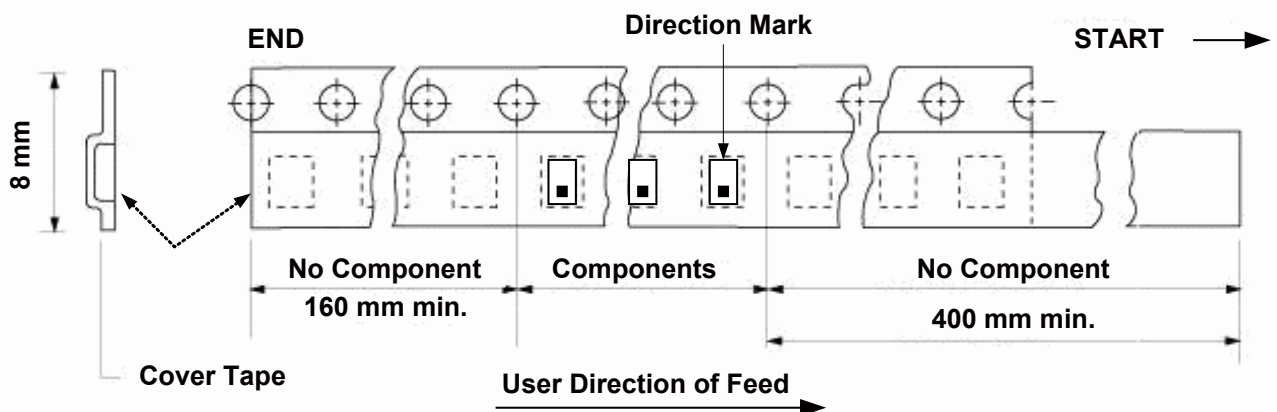 Direction Mark
END
START
8 mm
No Component
Components
No Component
160 mm min.
400 mm min.
Cover Tape
User Direction of Feed